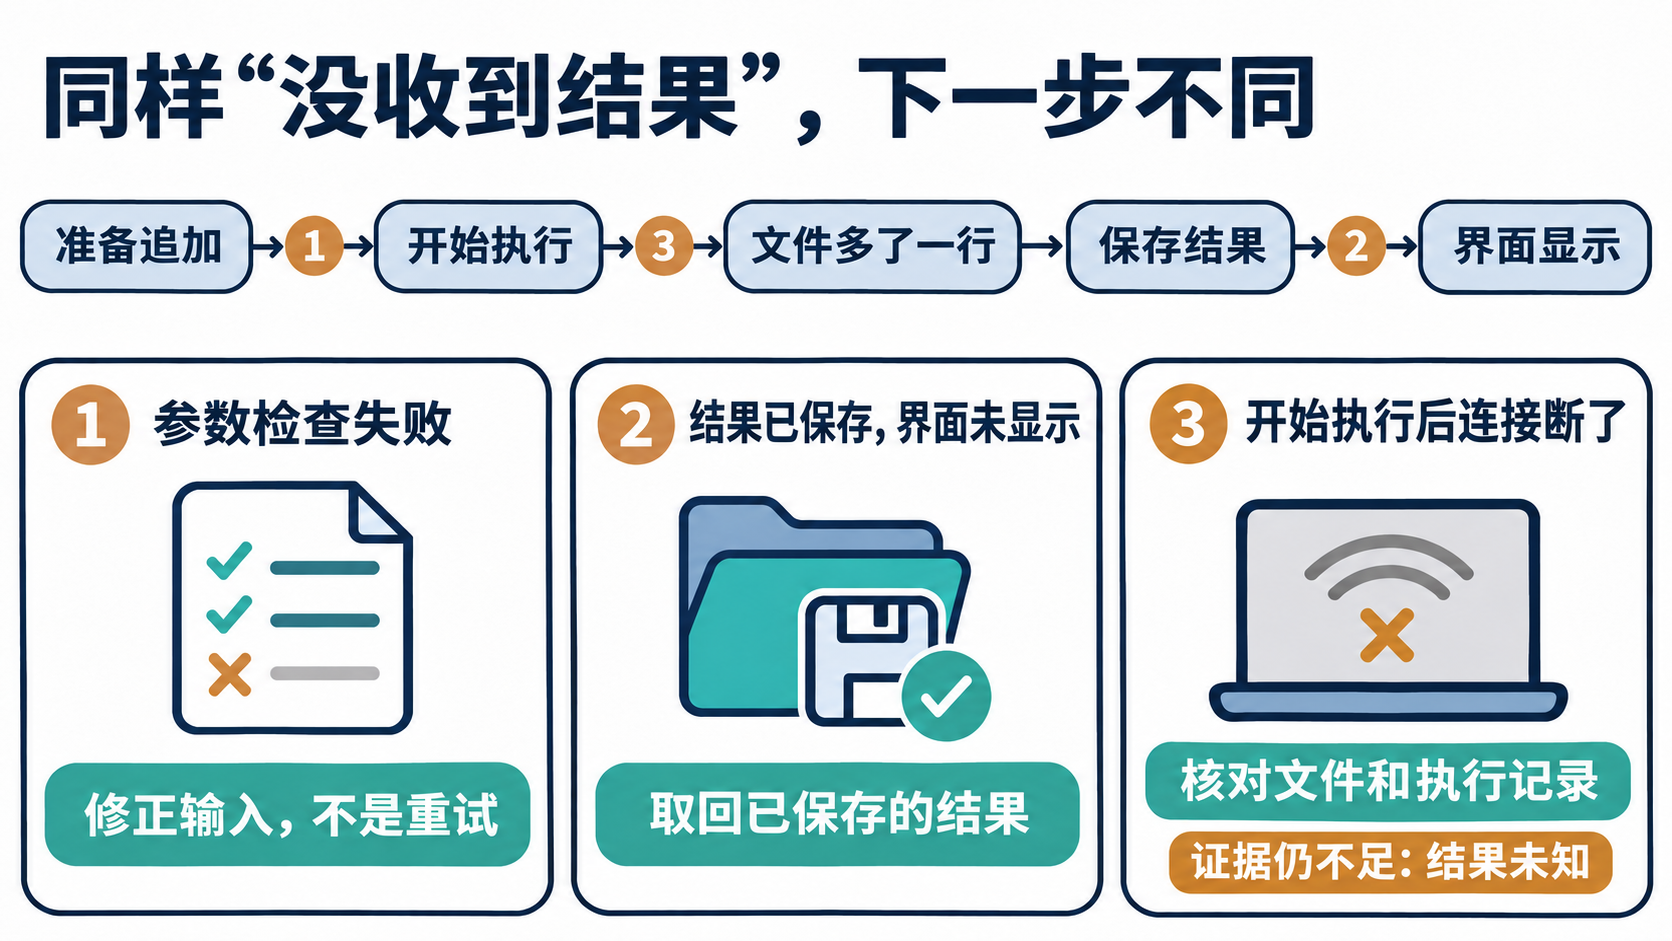 同样“没收到结果”，下一步不同
准备追加
1
开始执行
3
文件多了一行
保存结果
2
界面显示
1 参数检查失败
修正输入，不是重试
2 结果已保存，界面未显示
取回已保存的结果
3 开始执行后连接断了
核对文件和执行记录
证据仍不足：结果未知